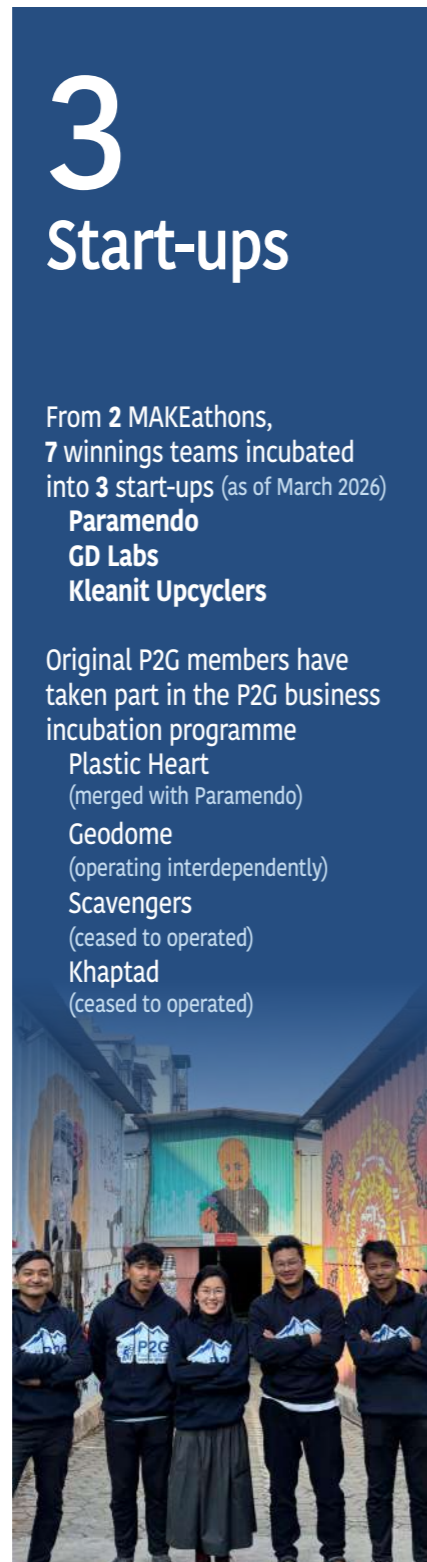 3
Start-ups
From 2 MAKEathons,
7 winnings teams incubated
into 3 start-ups (as of March 2026)
Paramendo
GD Labs
Kleanit Upcyclers
Original P2G members have
taken part in the P2G business
incubation programme
Plastic Heart
(merged with Paramendo)
Geodome
(operating interdependently)
Scavengers
(ceased to operated)
Khaptad
(ceased to operated)
P2G
P2G
P2G